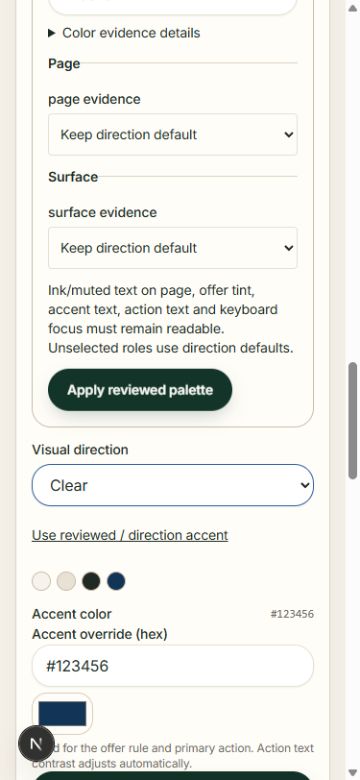 Color evidence details
Page
page evidence
Keep direction default
Surface
surface evidence
Keep direction default
Ink/muted text on page, offer tint,
accent text, action text and keyboard
focus must remain readable.
Unselected roles use direction defaults.
Apply reviewed palette
Visual direction
Clear
Use reviewed / direction accent
Accent color #123456
Accent override (hex)
#123456
N
for the offer rule and primary action. Action text
contrast adjusts automatically.